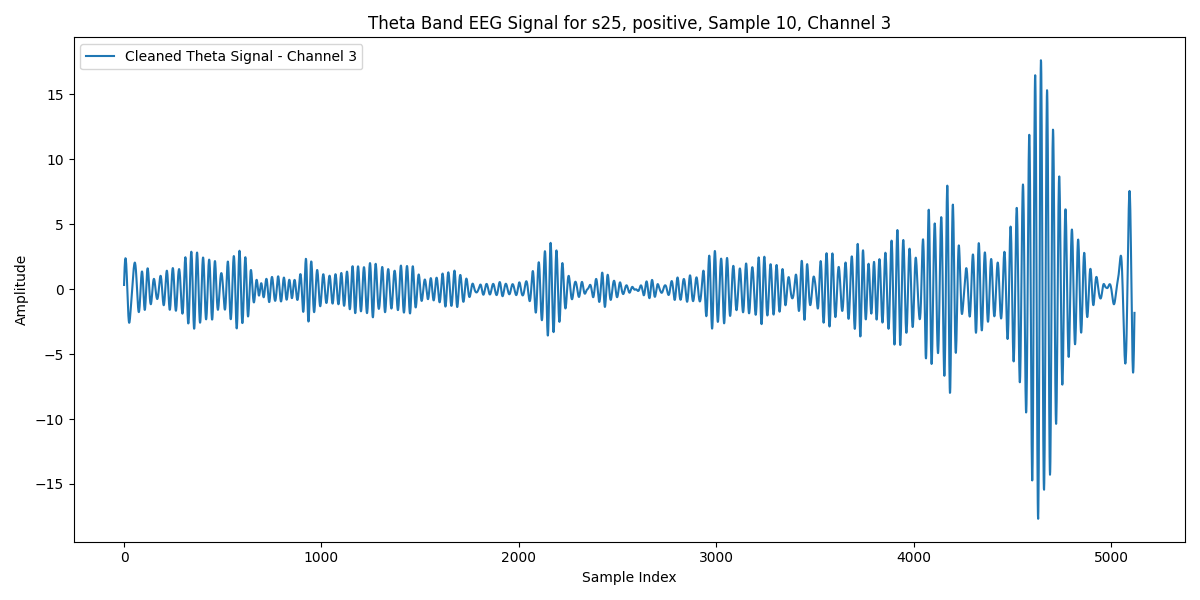 Theta Band EEG Signal for s25, positive, Sample 10, Channel 3
Cleaned Theta Signal - Channel 3
15
10
5
0
−5
−10
−15
Amplitude
0 1000 2000 3000 4000 5000
Sample Index